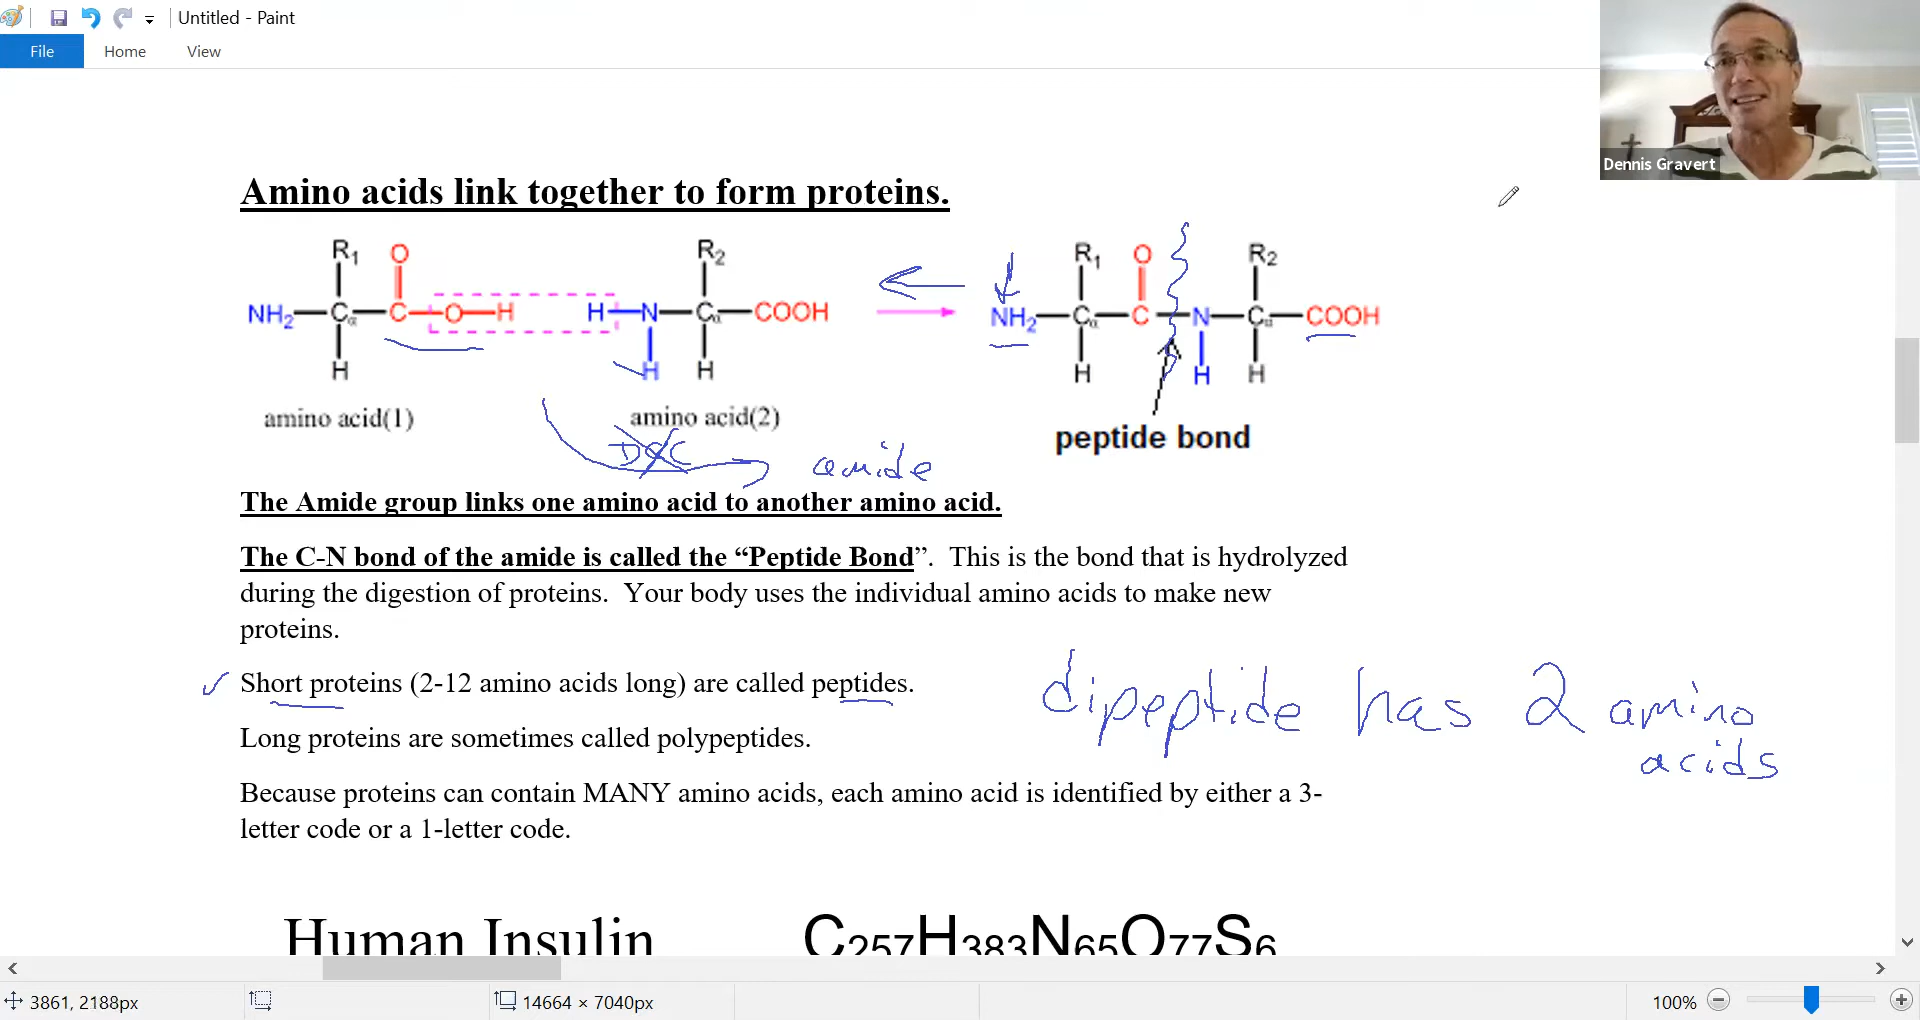 Untitled - Paint
File Home View
Dennis Gravert
Amino acids link together to form proteins.
R1 O R2 R1 O R2
NH2 Cα C O H H N Cα COOH NH2 Cα C N Cα COOH
H H H H H H
amino acid(1) amino acid(2)
peptide bond
DCC amide
The Amide group links one amino acid to another amino acid.
The C-N bond of the amide is called the “Peptide Bond”. This is the bond that is hydrolyzed
during the digestion of proteins. Your body uses the individual amino acids to make new
proteins.
Short proteins (2-12 amino acids long) are called peptides.
dipeptide has 2 amino
acids
Long proteins are sometimes called polypeptides.
Because proteins can contain MANY amino acids, each amino acid is identified by either a 3-
letter code or a 1-letter code.
Human Insulin C257H383N65O77S6
3861, 2188px 14664 × 7040px 100%